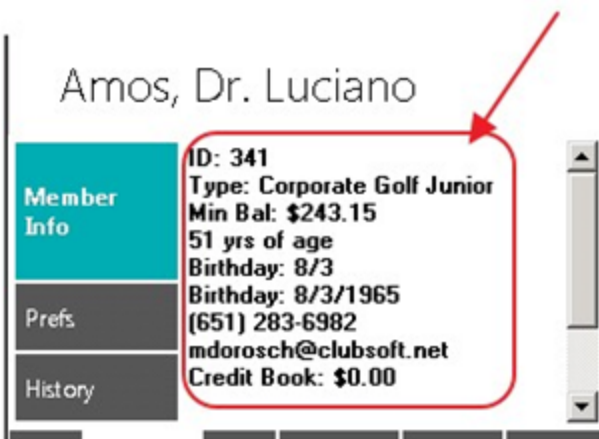 Amos, Dr. Luciano
Member
Info
Prefs
History
ID: 341
Type: Corporate Golf Junior
Min Bal: $243.15
51 yrs of age
Birthday: 8/3
Birthday: 8/3/1965
(651) 283-6982
mdorosch@clubsoft.net
Credit Book: $0.00